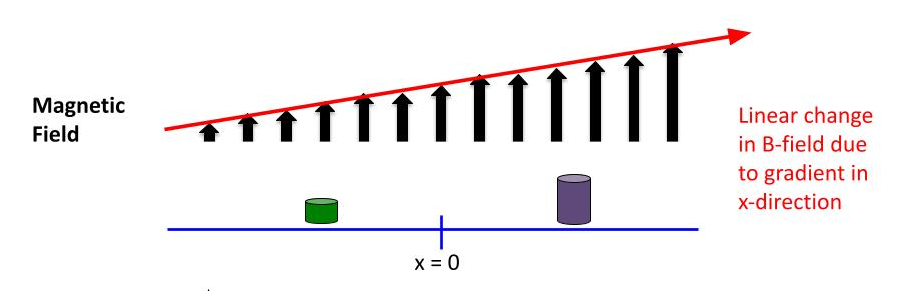 Magnetic
Field
Linear change
in B-field due
to gradient in
x-direction
x = 0